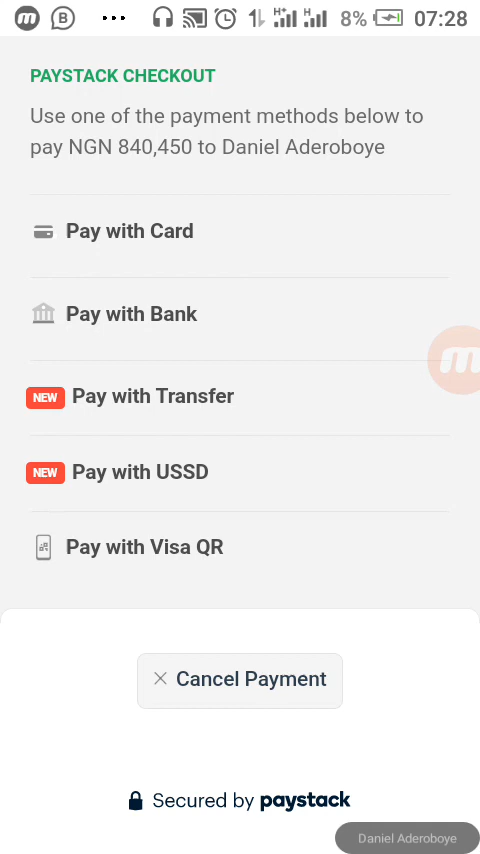 8% 07:28
PAYSTACK CHECKOUT
Use one of the payment methods below to
pay NGN 840,450 to Daniel Aderoboye
Pay with Card
Pay with Bank
NEW Pay with Transfer
NEW Pay with USSD
Pay with Visa QR
Cancel Payment
Secured by paystack
Daniel Aderoboye